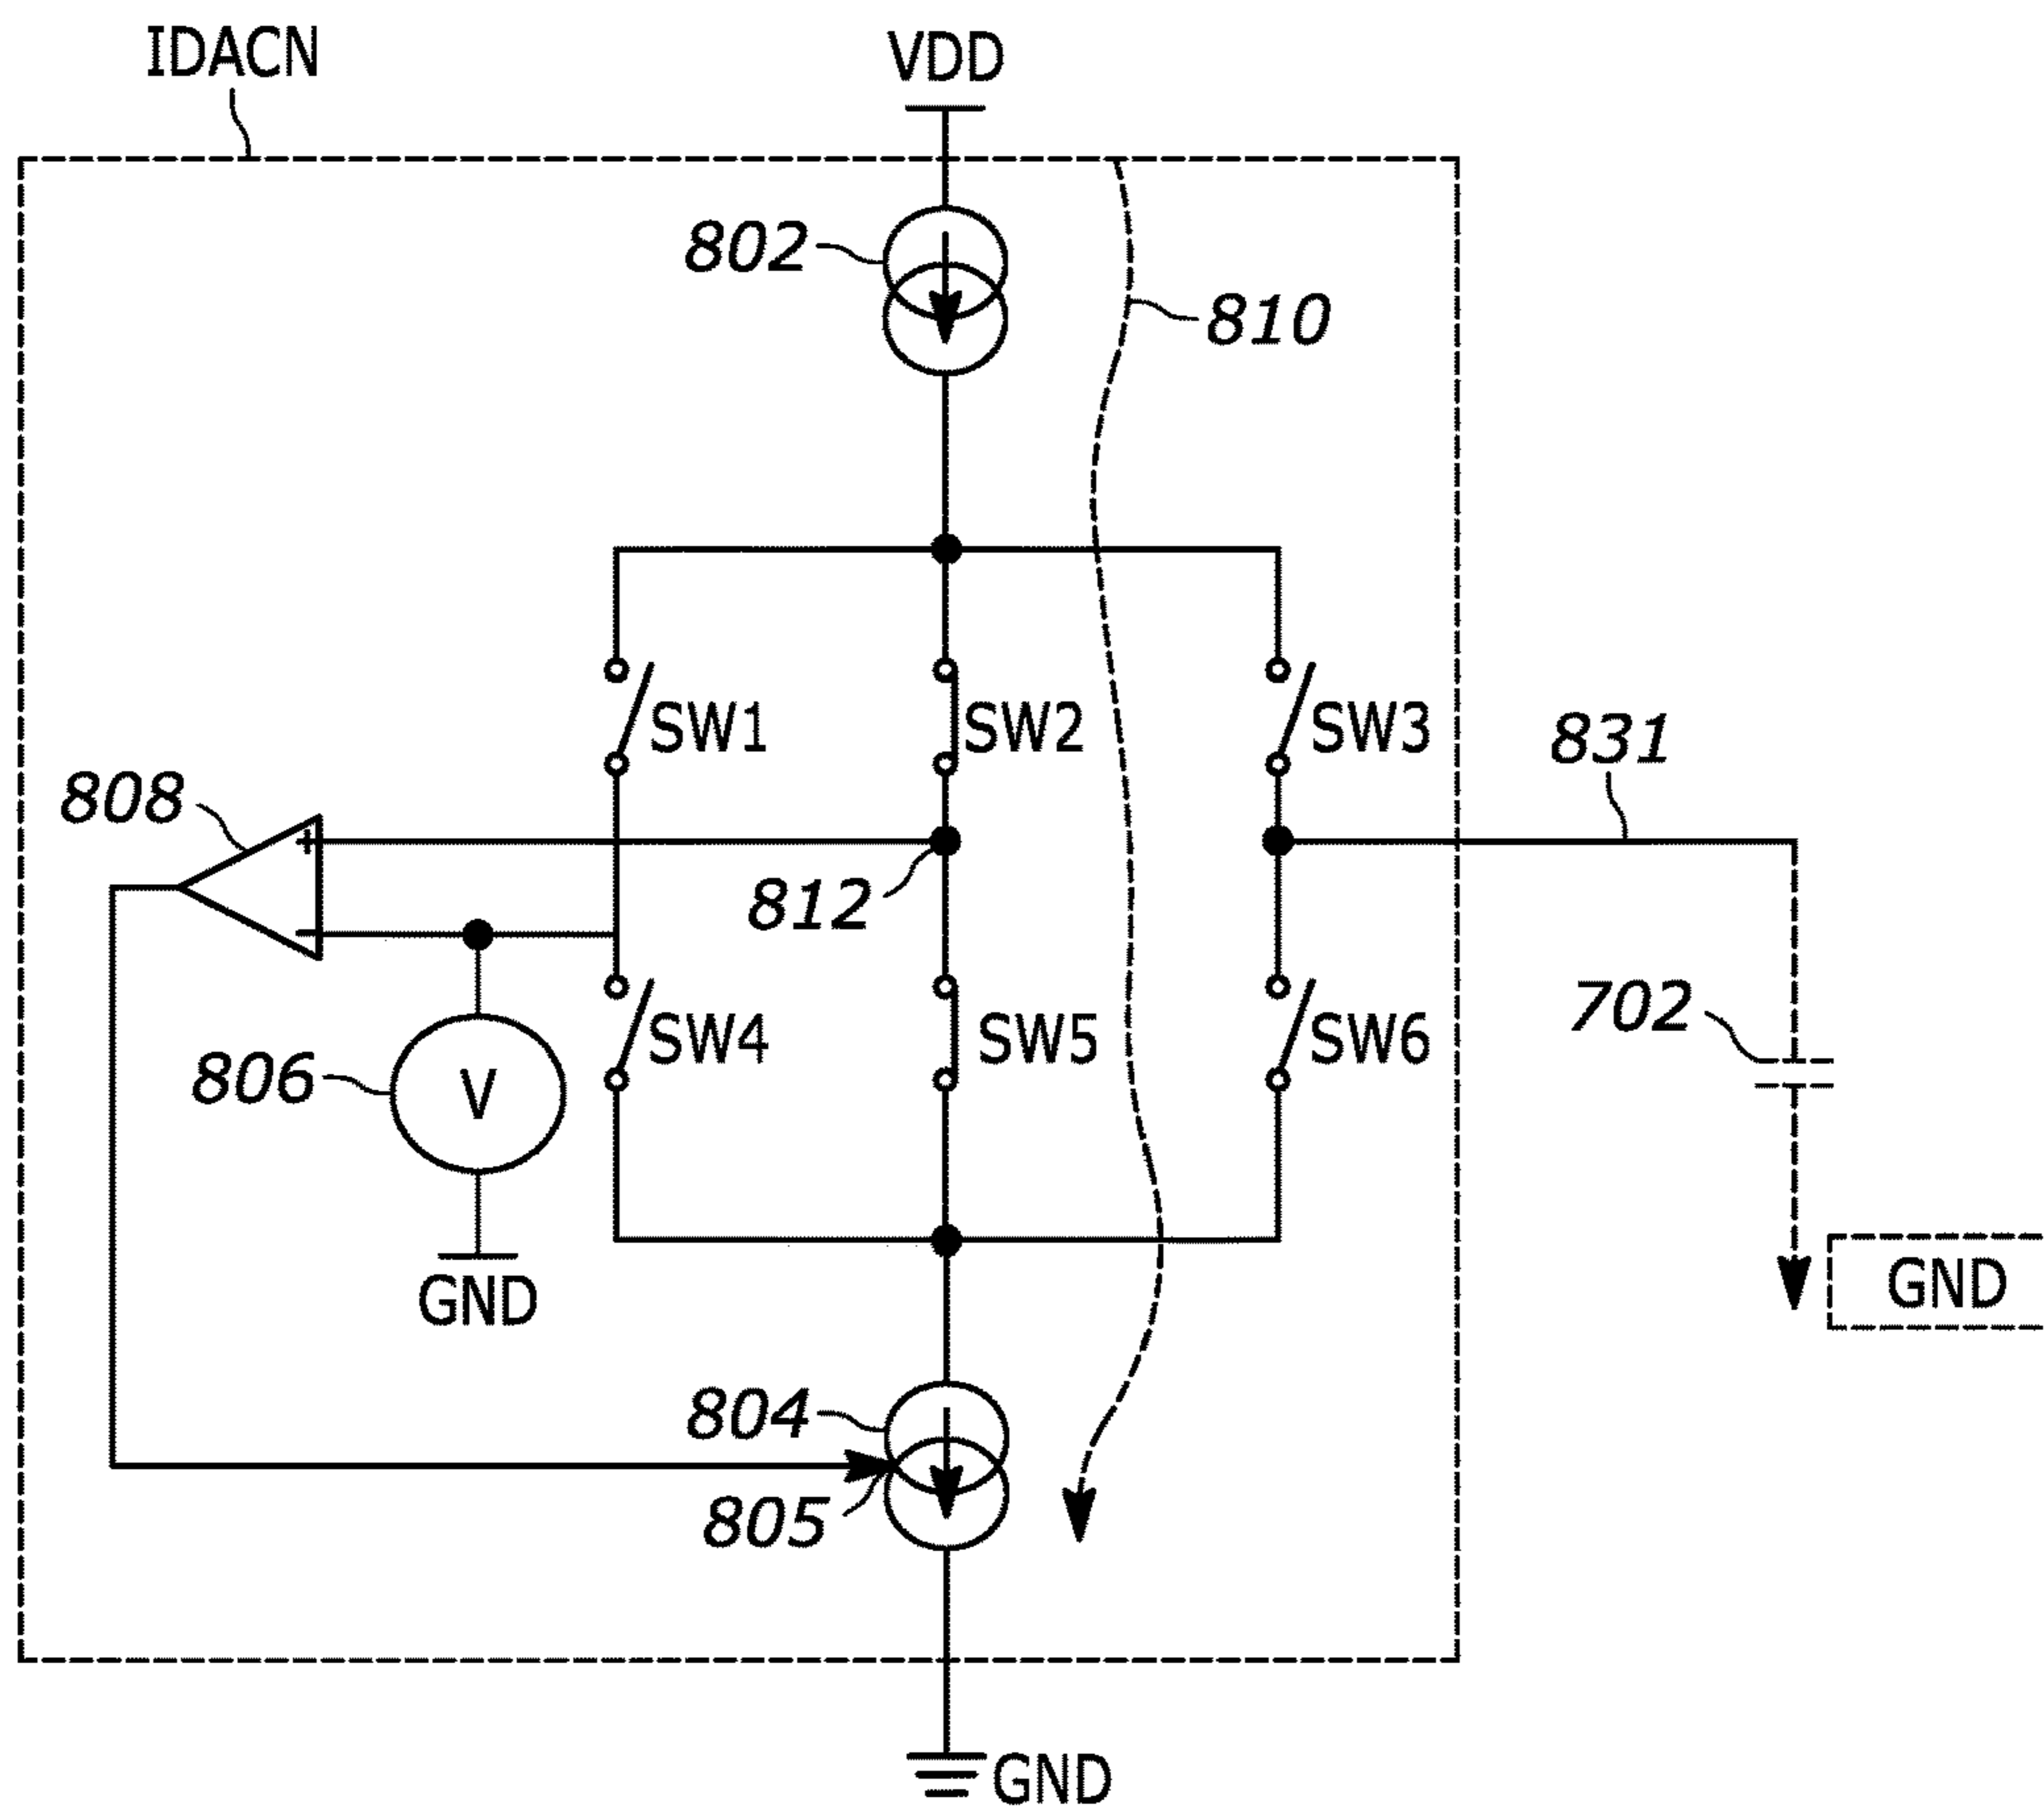 IDACN
VDD
802
810
SW1
SW2
SW3
831
808
812
702
SW4
SW5
SW6
806
V
GND
GND
804
805
GND